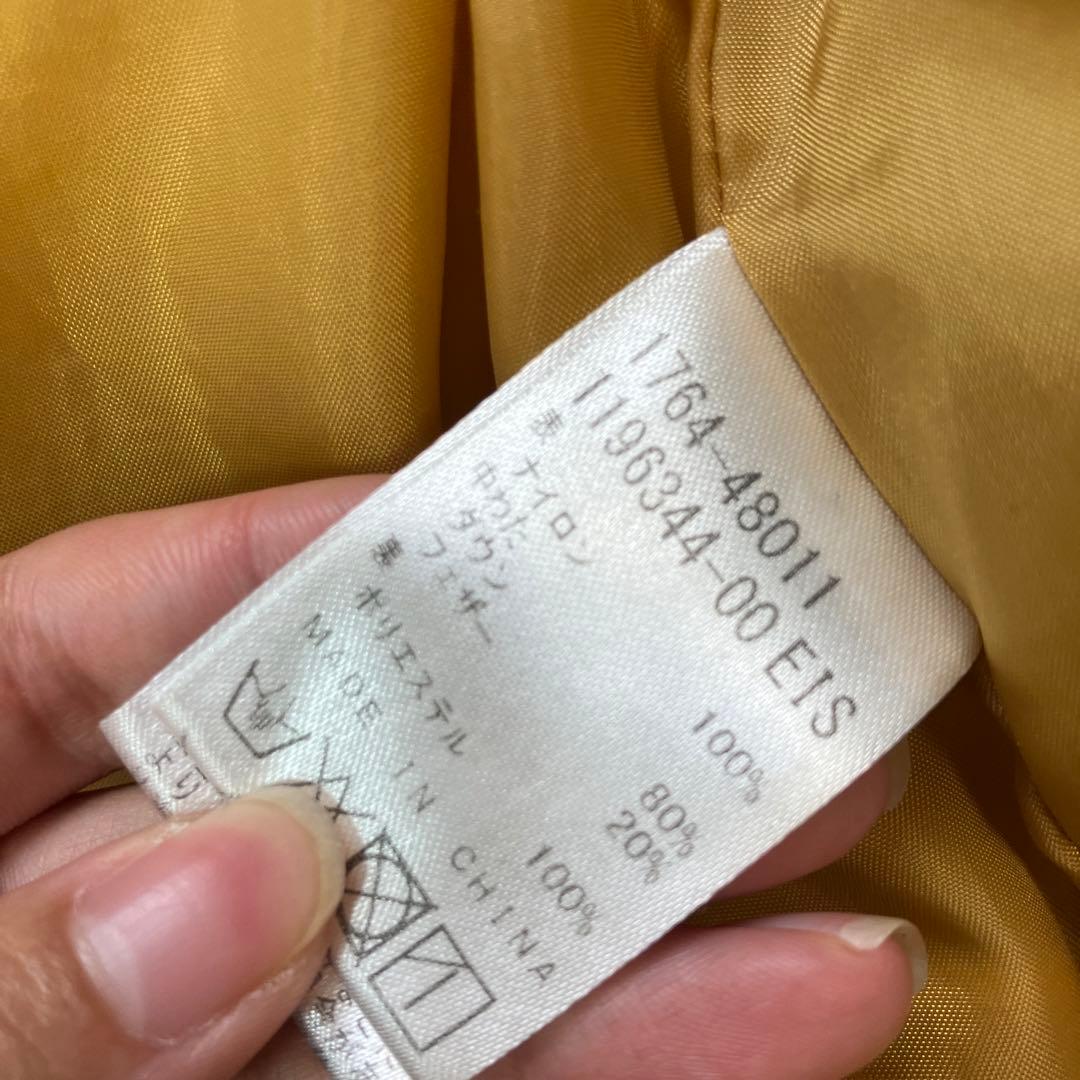 1764-48011
1196344-00 EIS
表 ナイロン 100%
中わた
ダウン 80%
フェザー 20%
裏 ポリエステル 100%
MADE IN CHINA